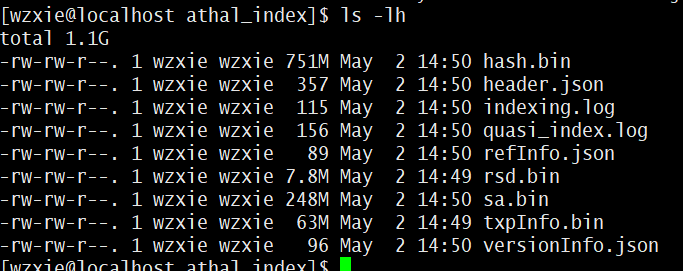 [wzxie@localhost athal_index]$ ls -lh
total 1.1G
-rw-rw-r--. 1 wzxie wzxie 751M May  2 14:50 hash.bin
-rw-rw-r--. 1 wzxie wzxie  357 May  2 14:50 header.json
-rw-rw-r--. 1 wzxie wzxie  115 May  2 14:50 indexing.log
-rw-rw-r--. 1 wzxie wzxie  156 May  2 14:50 quasi_index.log
-rw-rw-r--. 1 wzxie wzxie   89 May  2 14:50 refInfo.json
-rw-rw-r--. 1 wzxie wzxie 7.8M May  2 14:49 rsd.bin
-rw-rw-r--. 1 wzxie wzxie 248M May  2 14:50 sa.bin
-rw-rw-r--. 1 wzxie wzxie  63M May  2 14:49 txpInfo.bin
-rw-rw-r--. 1 wzxie wzxie   96 May  2 14:50 versionInfo.json
[wzxie@localhost athal_index]$